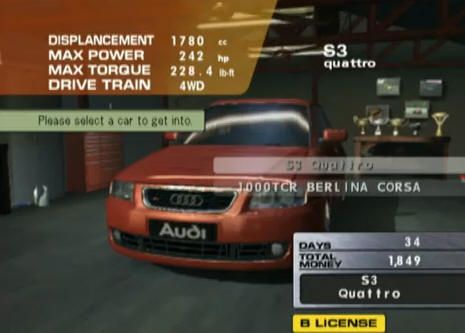 DISPLANCEMENT 1780 cc
MAX POWER 242 hp
MAX TORQUE 228.4 lb-ft
DRIVE TRAIN 4WD
S3
quattro
Please select a car to get into.
S3 Quattro
1000TCR BERLINA CORSA
Audi
DAYS 34
TOTAL MONEY 1,849
S3
Quattro
B LICENSE